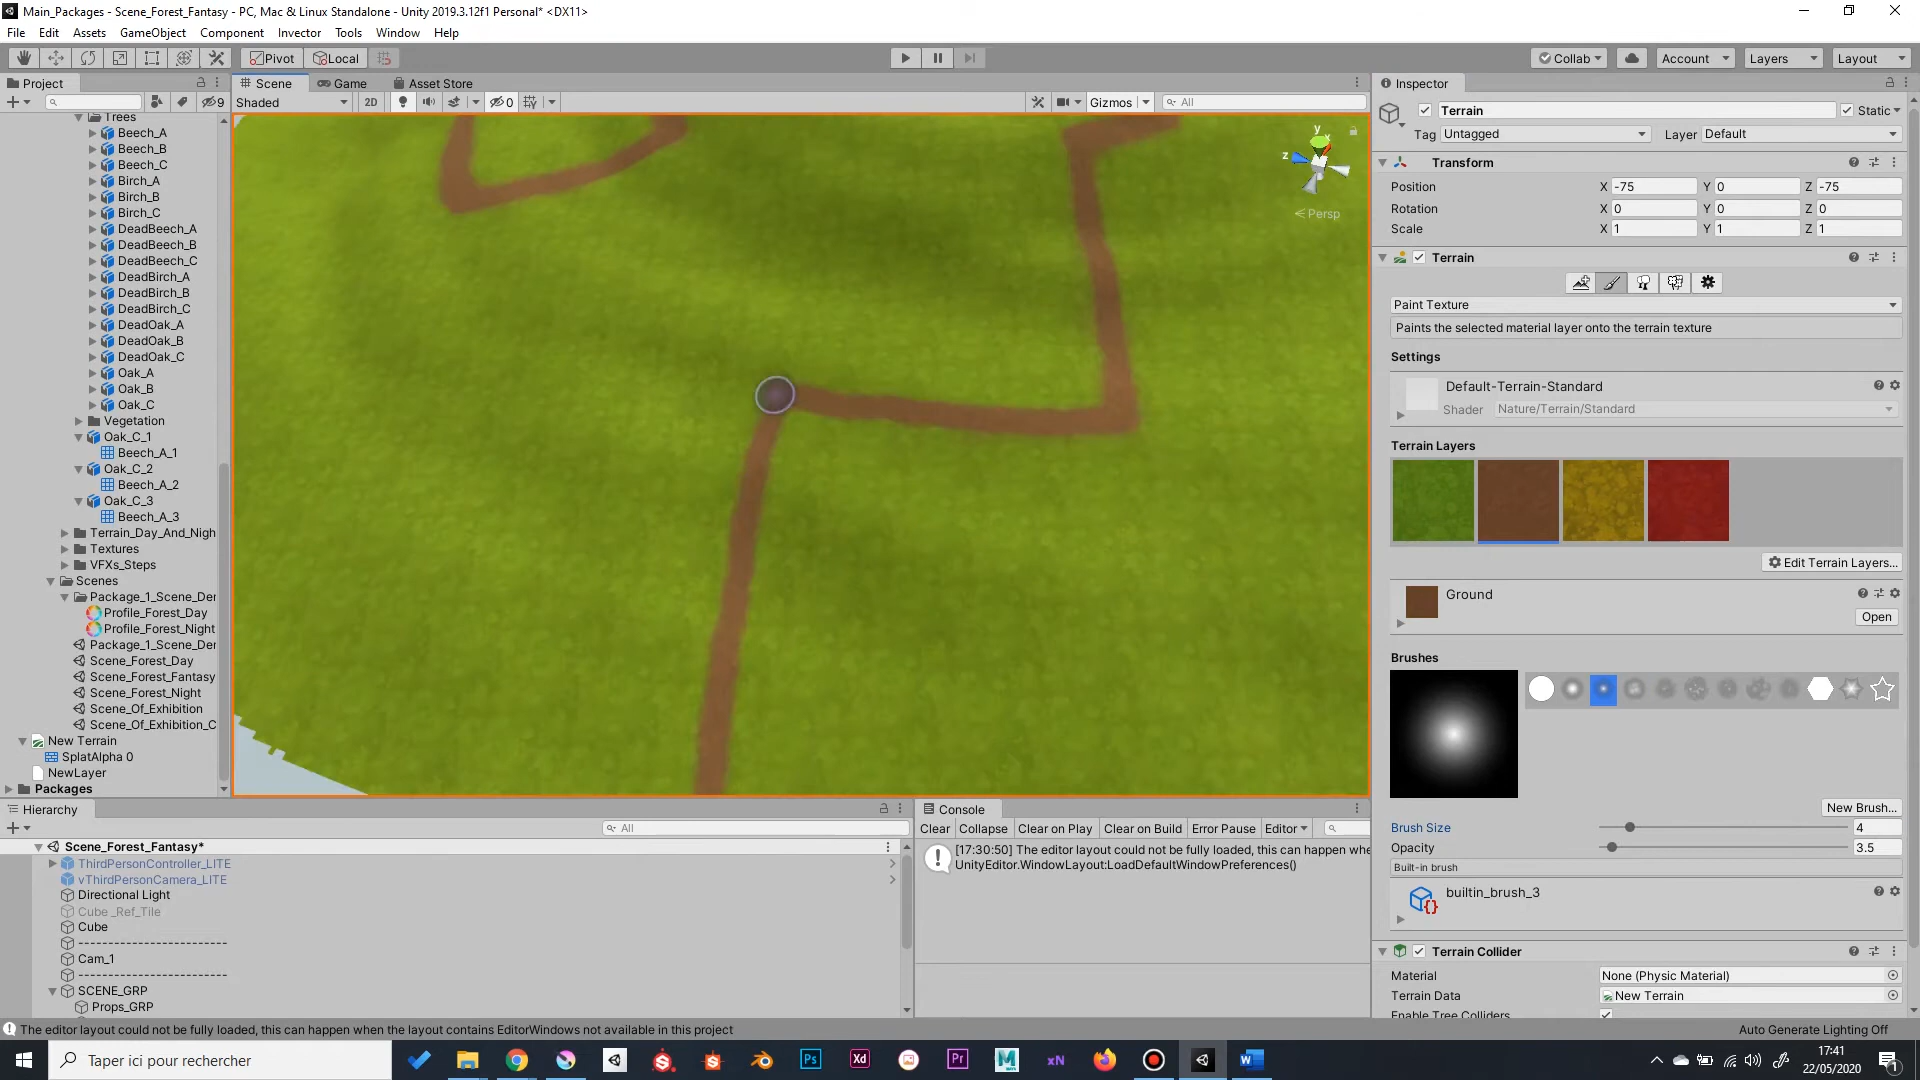 Main_Packages - Scene_Forest_Fantasy - PC, Mac & Linux Standalone - Unity 2019.3.12f1 Personal* <DX11>
File Edit Assets GameObject Component Invector Tools Window Help
Pivot Local Collab Account Layers Layout
Project
9
Trees
Beech_A
Beech_B
Beech_C
Birch_A
Birch_B
Birch_C
DeadBeech_A
DeadBeech_B
DeadBeech_C
DeadBirch_A
DeadBirch_B
DeadBirch_C
DeadOak_A
DeadOak_B
DeadOak_C
Oak_A
Oak_B
Oak_C
Vegetation
Oak_C_1
Beech_A_1
Oak_C_2
Beech_A_2
Oak_C_3
Beech_A_3
Terrain_Day_And_Nigh
Textures
VFXs_Steps
Scenes
Package_1_Scene_Der
Profile_Forest_Day
Profile_Forest_Night
Package_1_Scene_Der
Scene_Forest_Day
Scene_Forest_Fantasy
Scene_Forest_Night
Scene_Of_Exhibition
Scene_Of_Exhibition_C
New Terrain
SplatAlpha 0
NewLayer
Packages
Scene Game Asset Store
Shaded 2D 0 Gizmos All
y
x
z
Persp
Hierarchy
All
Scene_Forest_Fantasy*
ThirdPersonController_LITE
vThirdPersonCamera_LITE
Directional Light
Cube _Ref_Tile
Cube
-------------------------
Cam_1
-------------------------
SCENE_GRP
Props_GRP
Console
Clear Collapse Clear on Play Clear on Build Error Pause Editor
[17:30:50] The editor layout could not be fully loaded, this can happen whe
UnityEditor.WindowLayout:LoadDefaultWindowPreferences()
Inspector
Terrain Static
Tag Untagged Layer Default
Transform
Position X -75 Y 0 Z -75
Rotation X 0 Y 0 Z 0
Scale X 1 Y 1 Z 1
Terrain
Paint Texture
Paints the selected material layer onto the terrain texture
Settings
Default-Terrain-Standard
Shader Nature/Terrain/Standard
Terrain Layers
Edit Terrain Layers...
Ground
Open
Brushes
New Brush...
Brush Size 4
Opacity 3.5
Built-in brush
builtin_brush_3
Terrain Collider
Material None (Physic Material)
Terrain Data New Terrain
Enable Tree Colliders
The editor layout could not be fully loaded, this can happen when the layout contains EditorWindows not available in this project
Auto Generate Lighting Off
Taper ici pour rechercher
Ps Xd Pr M xN W
17:41
22/05/2020
1